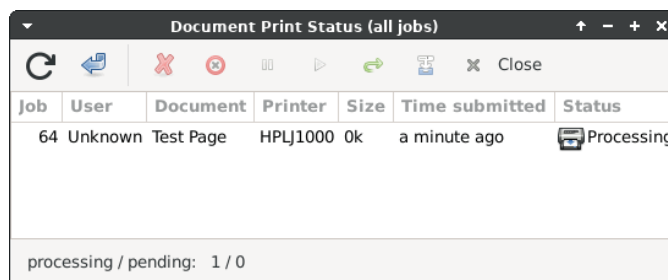 Document Print Status (all jobs)
Close
Job User Document Printer Size Time submitted Status
64 Unknown Test Page HPLJ1000 0k a minute ago Processing
processing / pending: 1 / 0